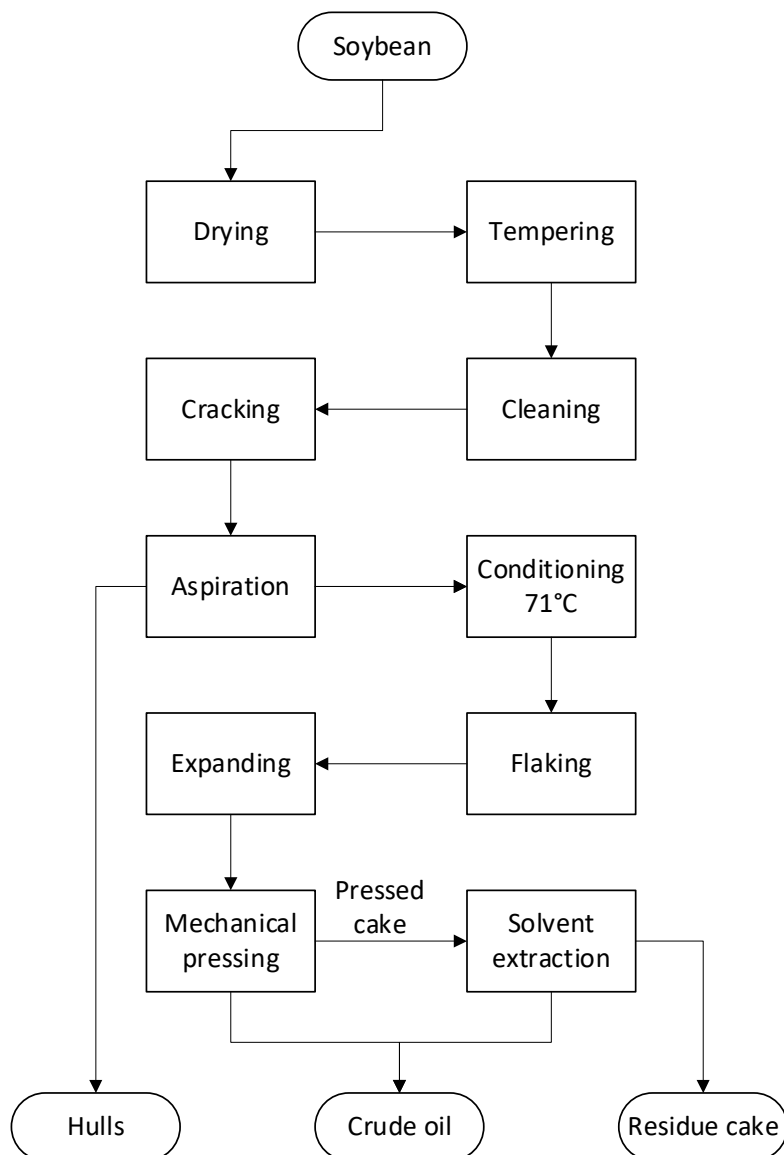 Soybean
Drying
Tempering
Cracking
Cleaning
Aspiration
Conditioning
71°C
Expanding
Flaking
Mechanical
pressing
Pressed
cake
Solvent
extraction
Hulls
Crude oil
Residue cake